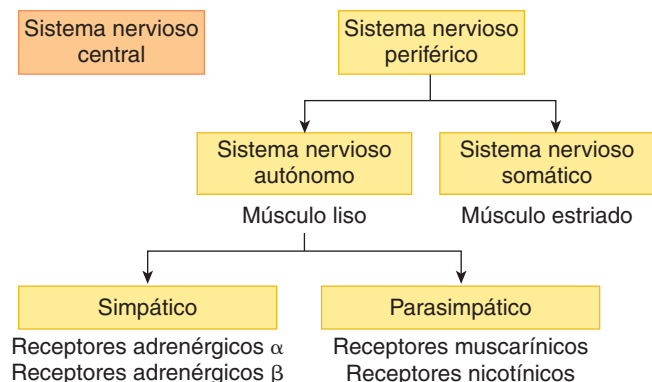 Sistema nervioso
central
Sistema nervioso
periférico
Sistema nervioso
autónomo
Sistema nervioso
somático
Músculo liso
Músculo estriado
Simpático
Parasimpático
Receptores adrenérgicos α
Receptores adrenérgicos β
Receptores muscarínicos
Receptores nicotínicos